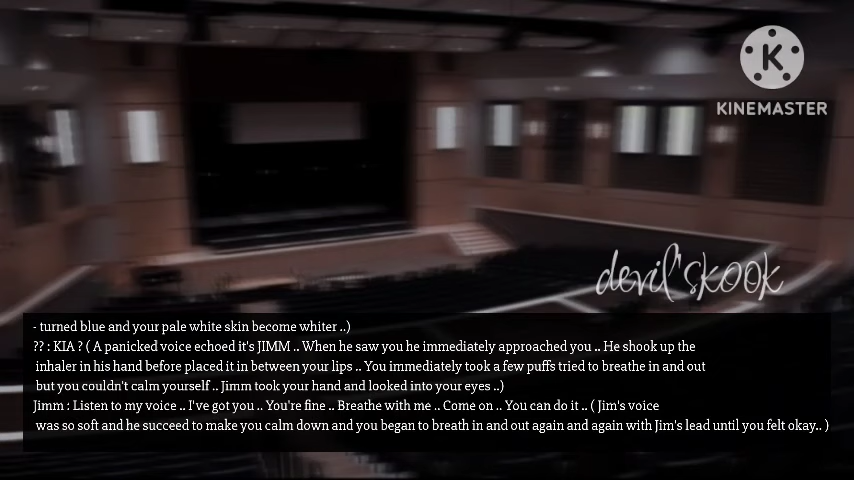 KINEMASTER
devil'skook
- turned blue and your pale white skin become whiter ..)
?? : KIA ? ( A panicked voice echoed it's JIMM .. When he saw you he immediately approached you .. He shook up the
inhaler in his hand before placed it in between your lips .. You immediately took a few puffs tried to breathe in and out
but you couldn't calm yourself .. Jimm took your hand and looked into your eyes ..)
Jimm : Listen to my voice .. I've got you .. You're fine .. Breathe with me .. Come on .. You can do it .. ( Jim's voice
was so soft and he succeed to make you calm down and you began to breath in and out again and again with Jim's lead until you felt okay.. )